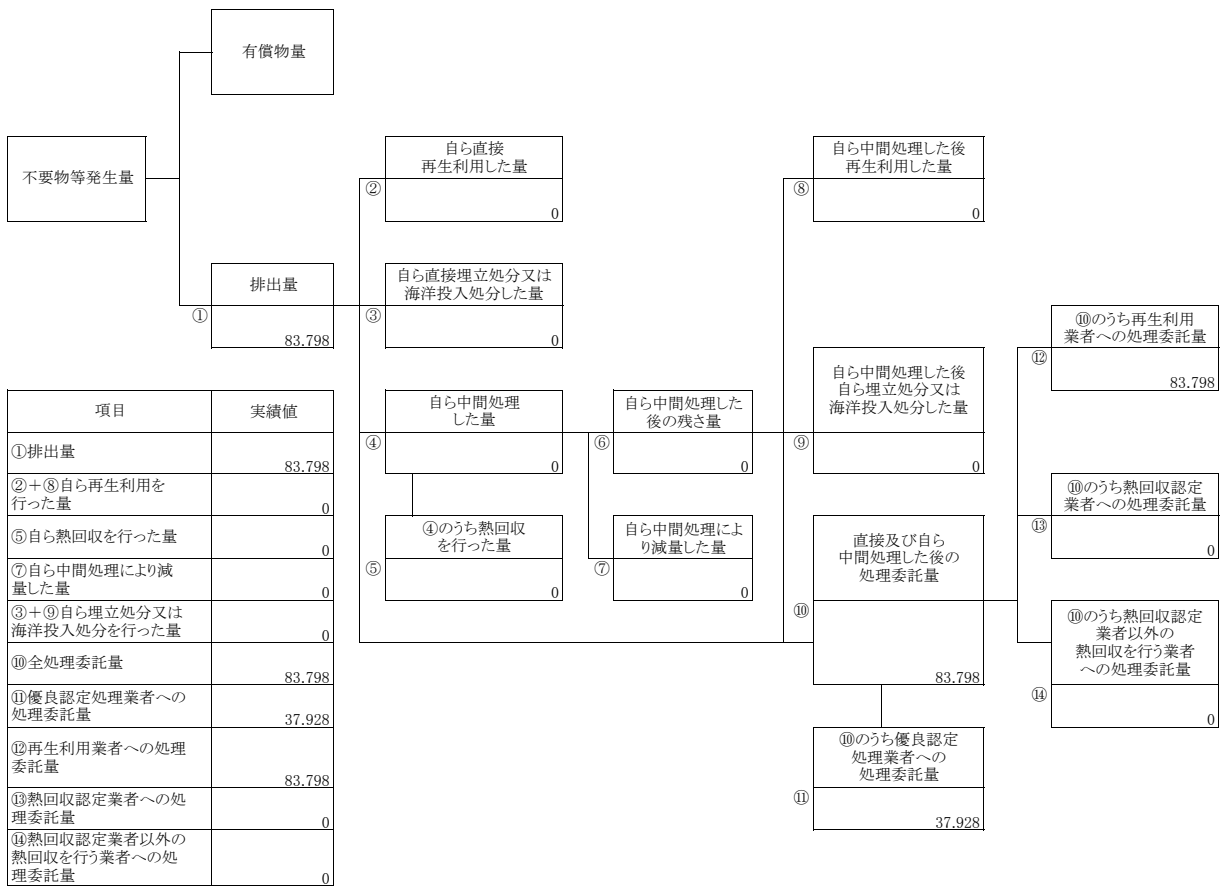 有償物量
不要物等発生量
排出量
①
83.798
自ら直接
再生利用した量
②
0
自ら直接埋立処分又は
海洋投入処分した量
③
0
自ら中間処理
した量
④
0
④のうち熱回収
を行った量
⑤
0
自ら中間処理した
後の残さ量
⑥
0
自ら中間処理によ
り減量した量
⑦
0
自ら中間処理した後
再生利用した量
⑧
0
自ら中間処理した後
自ら埋立処分又は
海洋投入処分した量
⑨
0
直接及び自ら
中間処理した後の
処理委託量
⑩
83.798
⑩のうち優良認定
処理業者への
処理委託量
⑪
37.928
⑩のうち再生利用
業者への処理委託量
⑫
83.798
⑩のうち熱回収認定
業者への処理委託量
⑬
0
⑩のうち熱回収認定
業者以外の
熱回収を行う業者
への処理委託量
⑭
0
項目 実績値
①排出量
83.798
②＋⑧自ら再生利用を
行った量
0
⑤自ら熱回収を行った量
0
⑦自ら中間処理により減
量した量
0
③＋⑨自ら埋立処分又は
海洋投入処分を行った量
0
⑩全処理委託量
83.798
⑪優良認定処理業者への
処理委託量
37.928
⑫再生利用業者への処理
委託量
83.798
⑬熱回収認定業者への処
理委託量
0
⑭熱回収認定業者以外の
熱回収を行う業者への処
理委託量
0